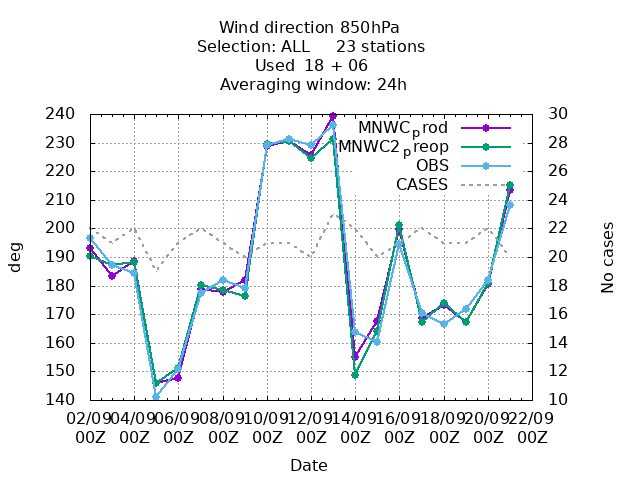 Wind direction 850hPa
Selection: ALL 23 stations
Used 18 + 06
Averaging window: 24h
240 30
230 28
220 26
210 24
200 22
190 20
180 18
170 16
160 14
150 12
140 10
MNWCprod
MNWC2preop
OBS
CASES
deg
No cases
02/09 04/09 06/09 08/09 10/09 12/09 14/09 16/09 18/09 20/09 22/09
00Z 00Z 00Z 00Z 00Z 00Z 00Z 00Z 00Z 00Z 00Z
Date